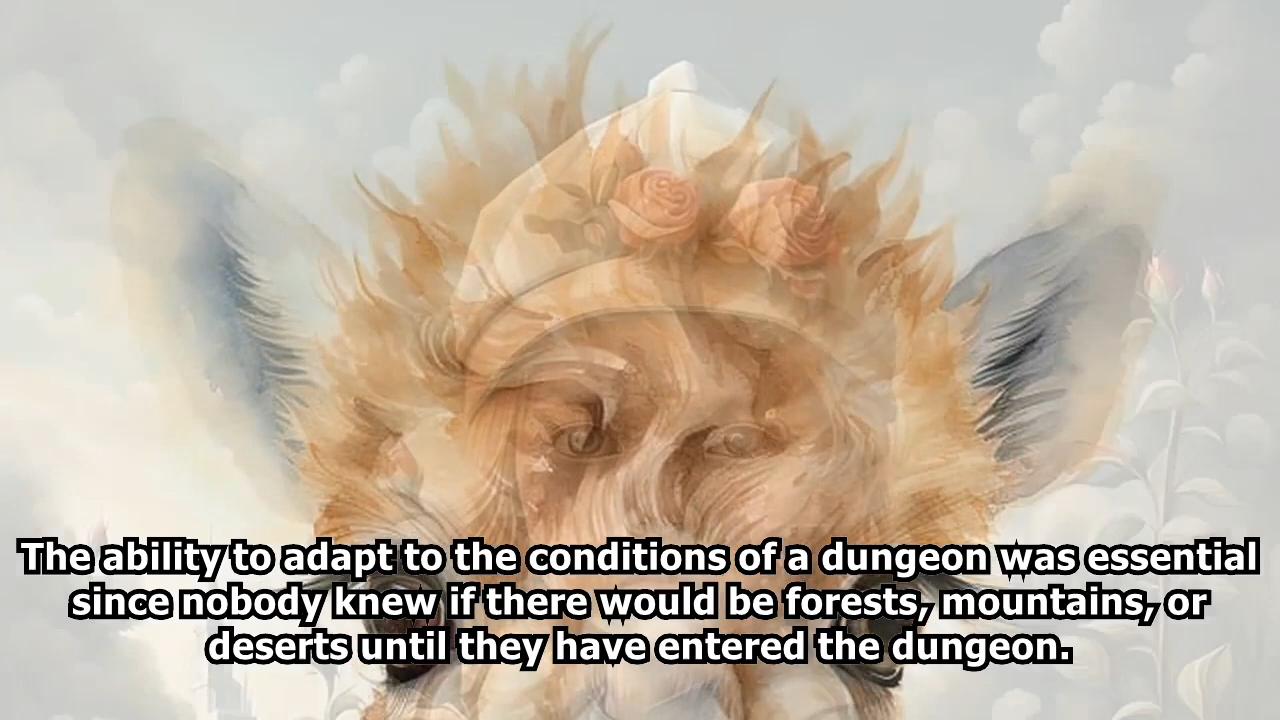 The ability to adapt to the conditions of a dungeon was essential
since nobody knew if there would be forests, mountains, or
deserts until they have entered the dungeon.